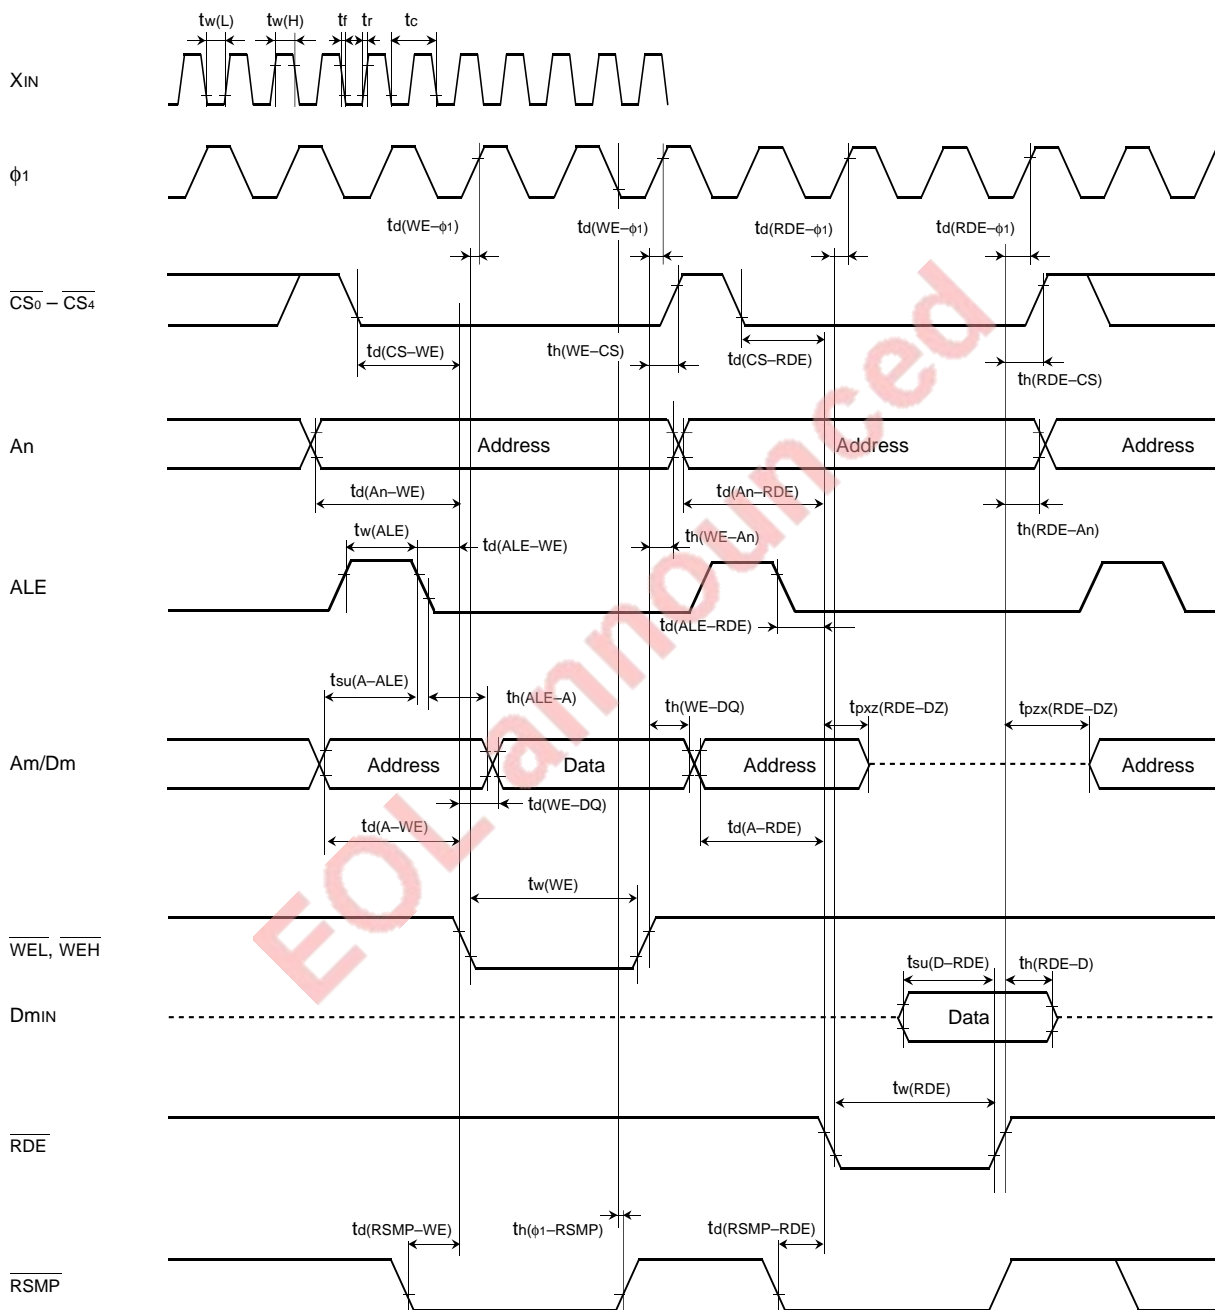 tw(L) tw(H) tf tr tc
XIN
ϕ1
td(WE–ϕ1) td(WE–ϕ1) td(RDE–ϕ1) td(RDE–ϕ1)
CS0 – CS4
td(CS–WE) th(WE–CS) td(CS–RDE) th(RDE–CS)
An Address Address Address
td(An–WE) td(An–RDE)
tw(ALE) td(ALE–WE) th(WE–An) th(RDE–An)
ALE
td(ALE–RDE)
tsu(A–ALE) th(ALE–A) th(WE–DQ) tpxz(RDE–DZ) tpzx(RDE–DZ)
Am/Dm Address Data Address Address
td(WE–DQ)
td(A–WE) td(A–RDE)
tw(WE)
WEL, WEH
tsu(D–RDE) th(RDE–D)
DmIN Data
tw(RDE)
RDE
td(RSMP–WE) th(ϕ1–RSMP) td(RSMP–RDE)
RSMP
EOL announced